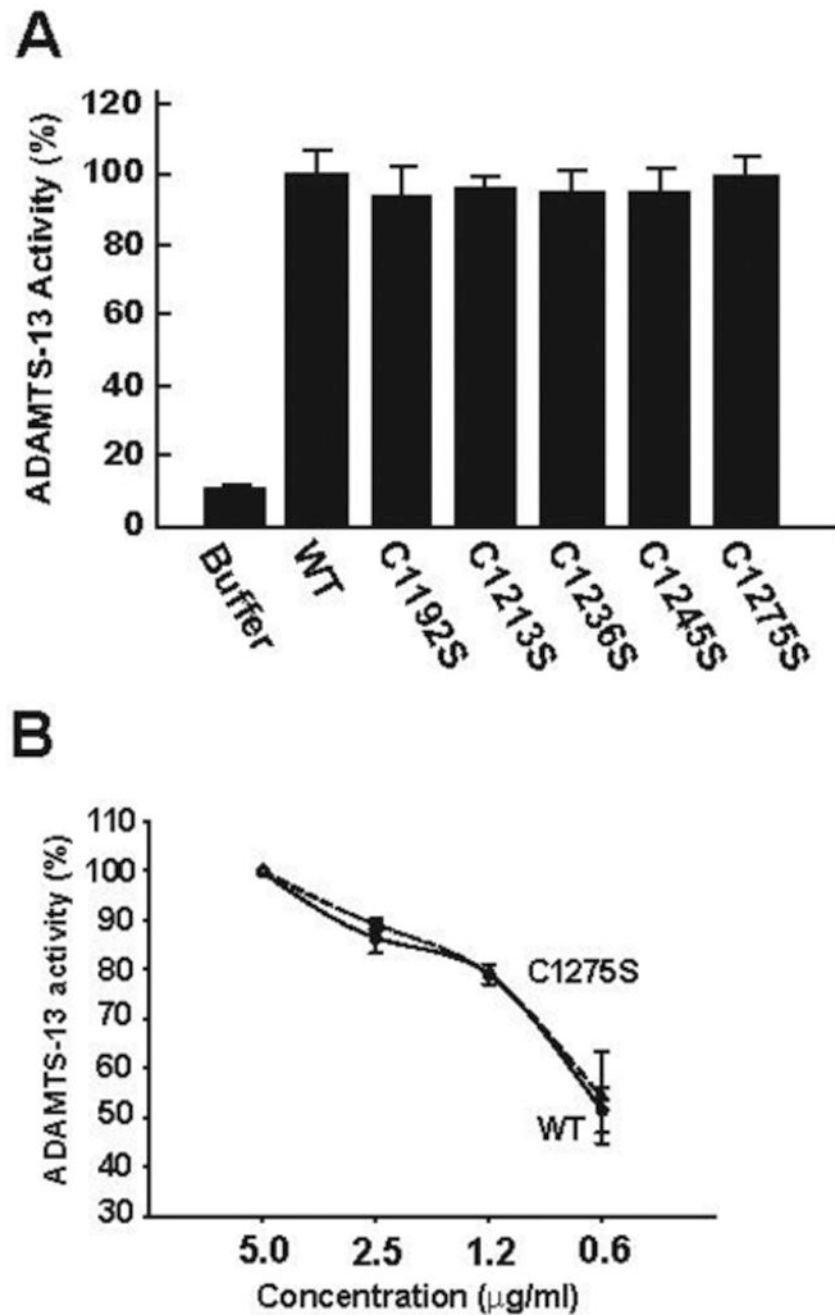 A
ADAMTS-13 Activity (%)
120
100
80
60
40
20
0
Buffer
WT
C1192S
C1213S
C1236S
C1245S
C1275S
B
ADAMTS-13 activity (%)
110
100
90
80
70
60
50
40
30
C1275S
WT
5.0 2.5 1.2 0.6
Concentration (µg/ml)